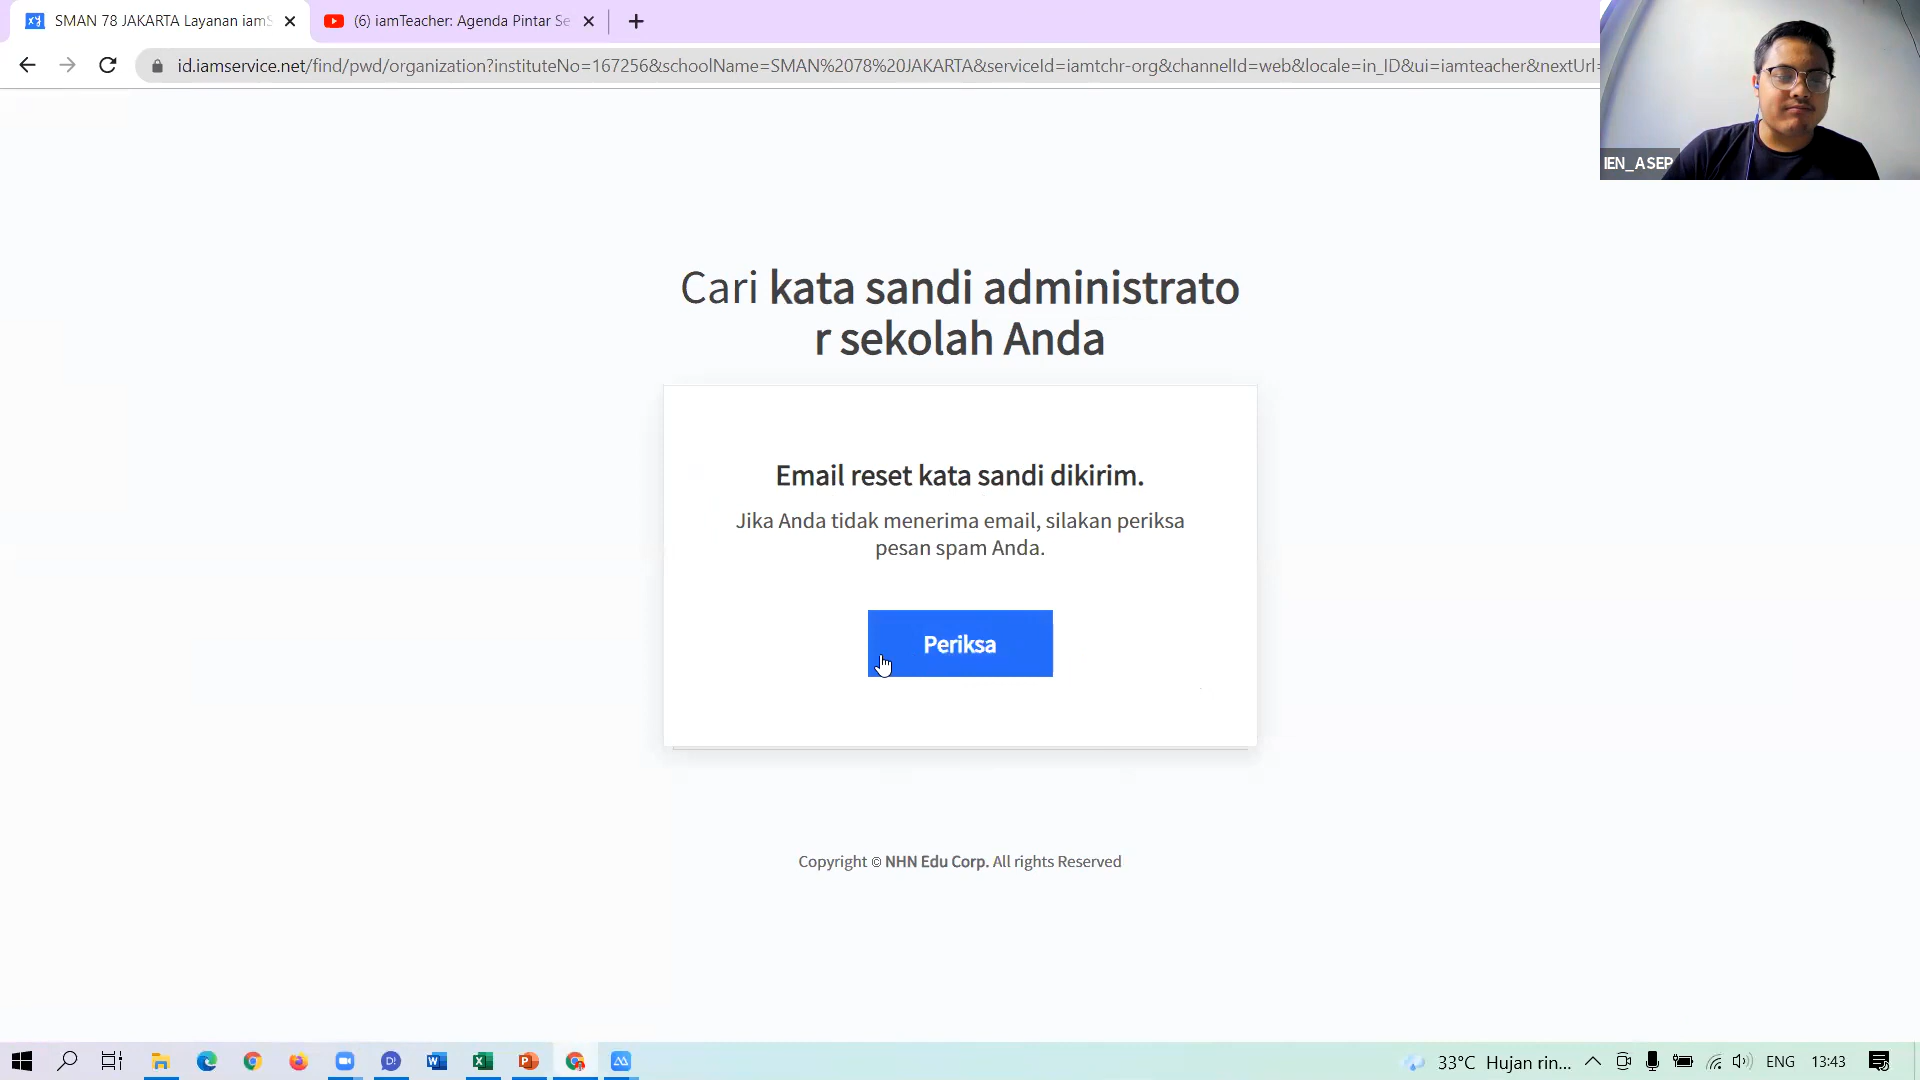 SMAN 78 JAKARTA Layanan iamS
(6) iamTeacher: Agenda Pintar Se
id.iamservice.net/find/pwd/organization?instituteNo=167256&schoolName=SMAN%2078%20JAKARTA&serviceId=iamtchr-org&channelId=web&locale=in_ID&ui=iamteacher&nextUrl=
IEN_ASEP
Cari kata sandi administrato
r sekolah Anda
Email reset kata sandi dikirim.
Jika Anda tidak menerima email, silakan periksa
pesan spam Anda.
Periksa
Copyright © NHN Edu Corp. All rights Reserved
33°C Hujan rin... ENG 13:43